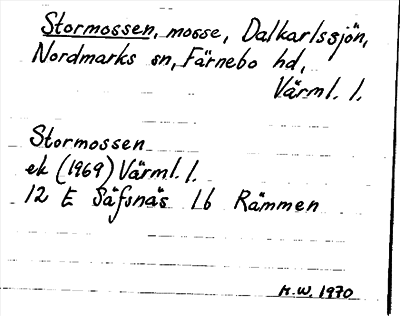 Stormossen, mosse, Dalkarlssjön,
Nordmarks sn, Färnebo hd,
Värml. l.
Stormossen
ek (1969) Värml. l.
12 E Säfsnäs 1b Rämmen
M.W. 1970